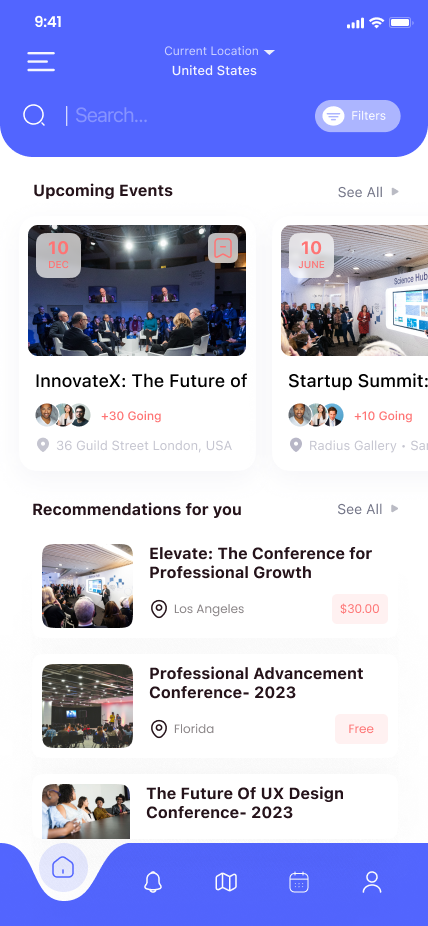 9:41
Current Location
United States
Search...
Filters
Upcoming Events
See All
10
DEC
10
JUNE
Science Hub
InnovateX: The Future of
Startup Summit:
+30 Going
+10 Going
36 Guild Street London, USA
Radius Gallery • Sa
Recommendations for you
See All
Elevate: The Conference for
Professional Growth
Los Angeles
$30.00
Professional Advancement
Conference- 2023
Florida
Free
The Future Of UX Design
Conference- 2023